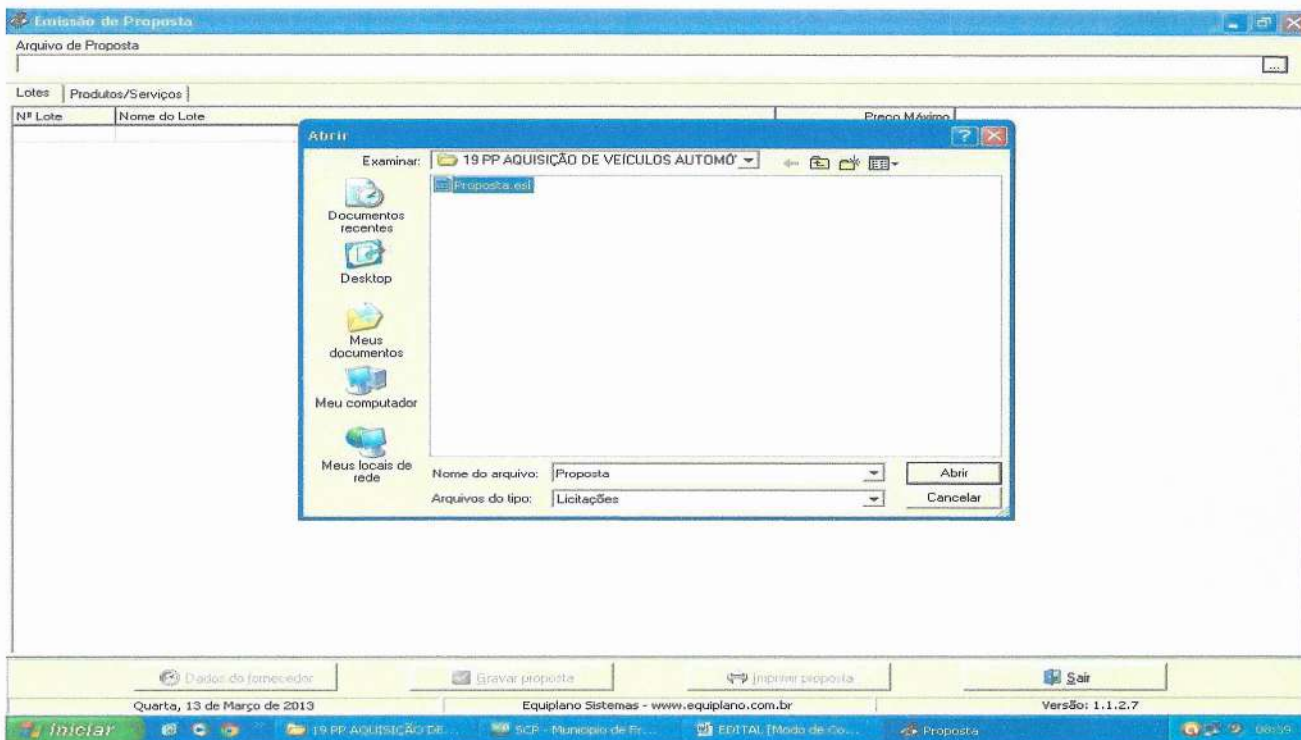 Emissão de Proposta
Arquivo de Proposta
...
Lotes Produtos/Serviços
Nº Lote Nome do Lote Preço Máximo
Abrir
Examinar: 19 PP AQUISIÇÃO DE VEÍCULOS AUTOMÓ
Proposta.esl
Documentos recentes
Desktop
Meus documentos
Meu computador
Meus locais de rede
Nome do arquivo: Proposta Abrir
Arquivos do tipo: Licitações Cancelar
Dados do fornecedor Gravar proposta Imprimir proposta Sair
Quarta, 13 de Março de 2013 Equiplano Sistemas - www.equiplano.com.br Versão: 1.1.2.7
iniciar 19 PP AQUISIÇÃO DE... SCP - Municipio de Fr... EDITAL [Modo de Co... Proposta 08:59